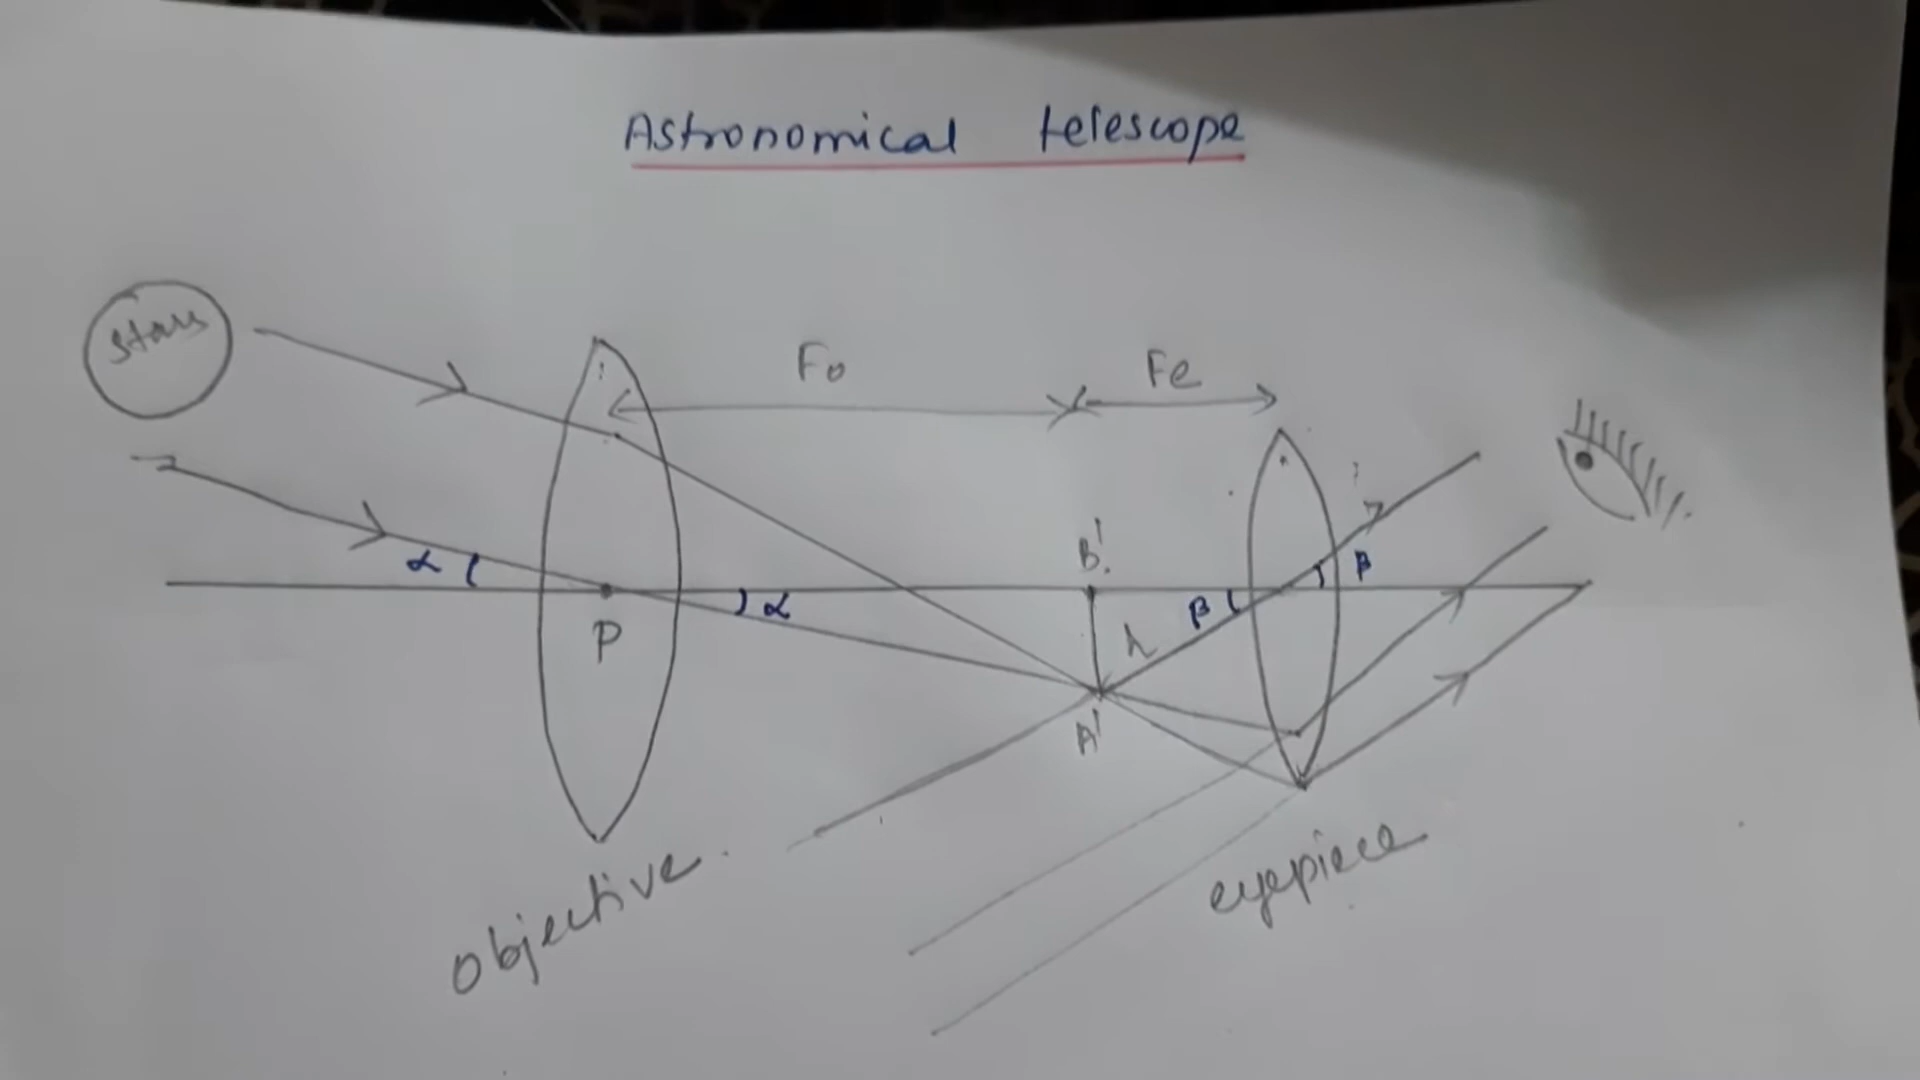 Astronomical telescope
stars
Fo
Fe
α
α
P
B'
h
A'
β
β
objective
eyepiece